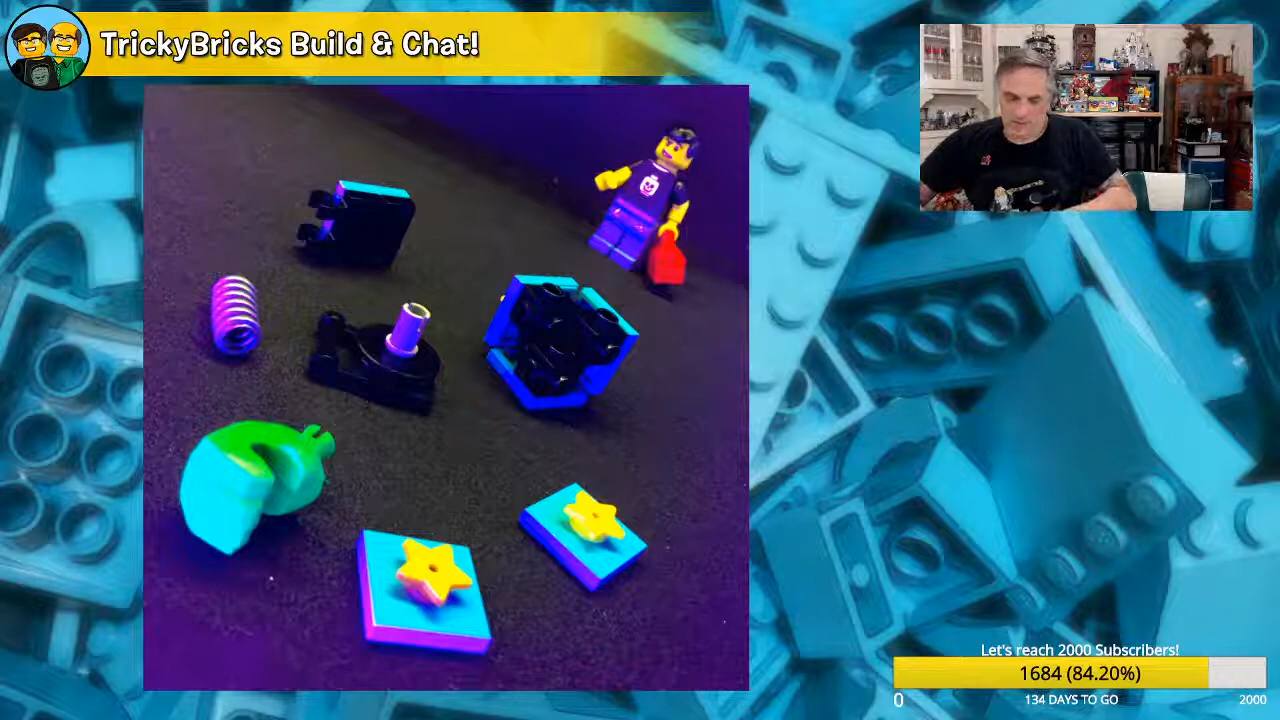 TrickyBricks Build & Chat!
Let's reach 2000 Subscribers!
1684 (84.20%)
0
134 DAYS TO GO
2000